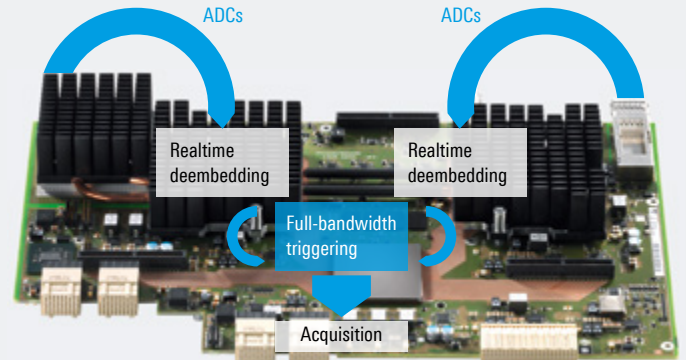 ADCs
ADCs
Realtime
deembedding
Realtime
deembedding
Full-bandwidth
triggering
Acquisition